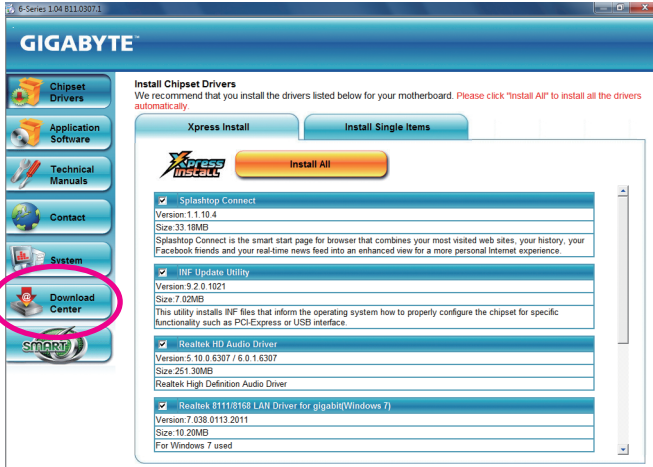 6-Series 1.04 B11.0307.1
GIGABYTE™
Chipset
Drivers
Application
Software
Technical
Manuals
Contact
System
Download
Center
SMART
Install Chipset Drivers
We recommend that you install the drivers listed below for your motherboard. Please click "Install All" to install all the drivers
automatically.
Xpress Install
Install Single Items
Xpress
Install
Install All
Splashtop Connect
Version:1.1.10.4
Size:33.18MB
Splashtop Connect is the smart start page for browser that combines your most visited web sites, your history, your
Facebook friends and your real-time news feed into an enhanced view for a more personal Internet experience.
INF Update Utility
Version:9.2.0.1021
Size:7.02MB
This utility installs INF files that inform the operating system how to properly configure the chipset for specific
functionality such as PCI-Express or USB interface.
Realtek HD Audio Driver
Version:5.10.0.6307 / 6.0.1.6307
Size:251.30MB
Realtek High Definition Audio Driver
Realtek 8111/8168 LAN Driver for gigabit(Windows 7)
Version:7.038.0113.2011
Size:10.20MB
For Windows 7 used